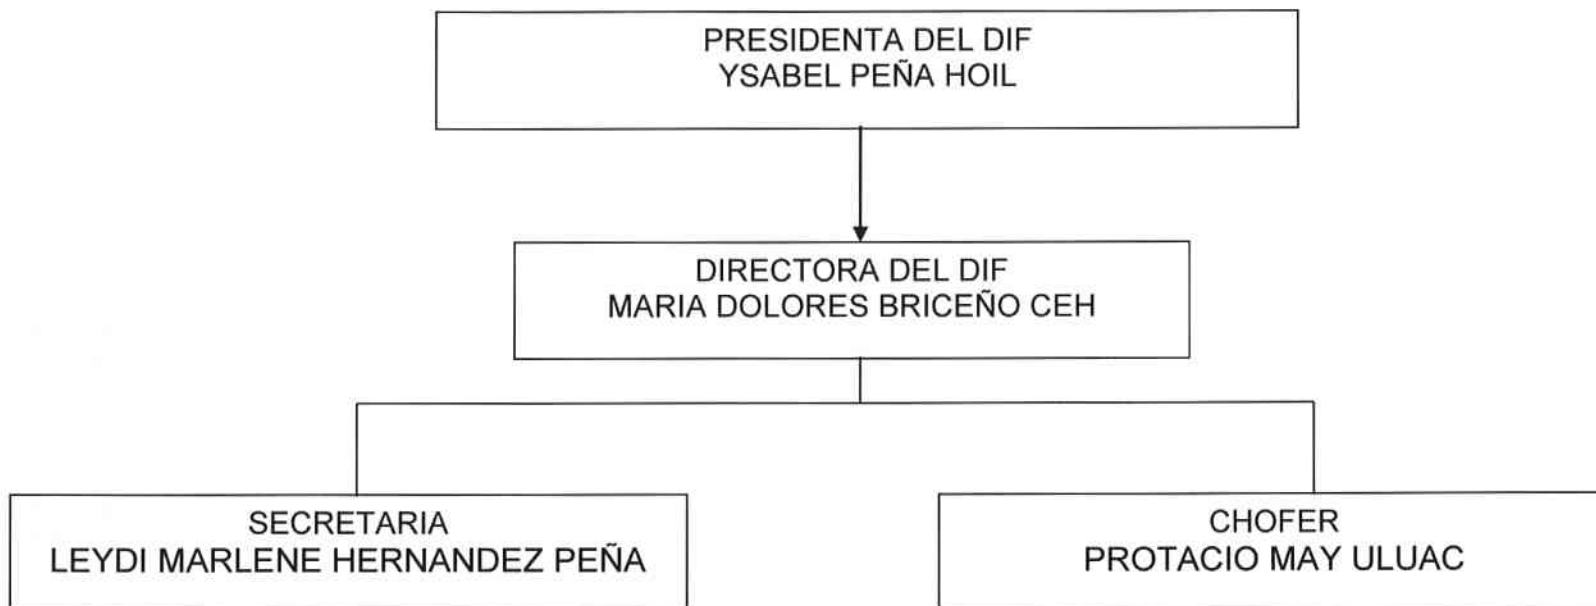 PRESIDENTA DEL DIF
YSABEL PEÑA HOIL
DIRECTORA DEL DIF
MARIA DOLORES BRICEÑO CEH
SECRETARIA
LEYDI MARLENE HERNANDEZ PEÑA
CHOFER
PROTACIO MAY ULUAC